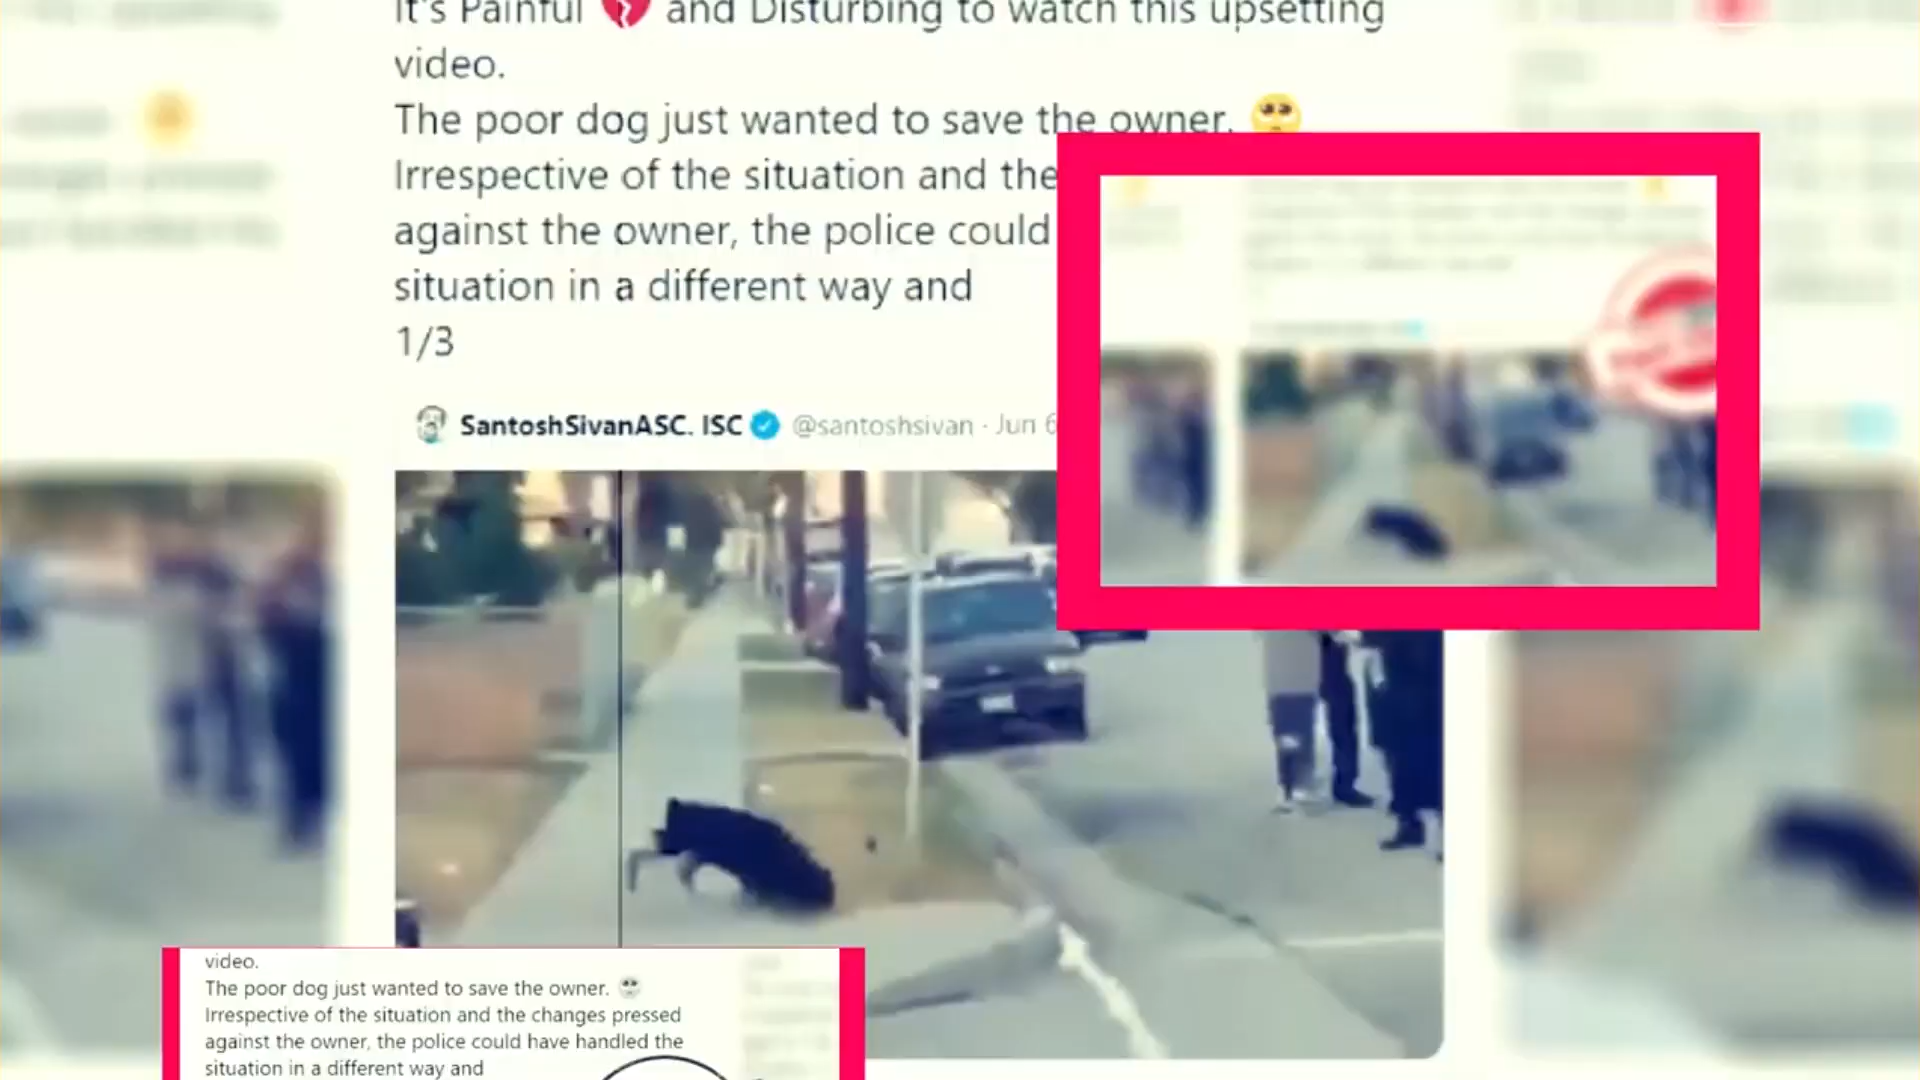 It's Painful 💔 and Disturbing to watch this upsetting
video.
The poor dog just wanted to save the owner. 🥺
Irrespective of the situation and the
against the owner, the police could
situation in a different way and
1/3
SantoshSivanASC. ISC @santoshsivan · Jun 6
video.
The poor dog just wanted to save the owner. 🥺
Irrespective of the situation and the changes pressed
against the owner, the police could have handled the
situation in a different way and